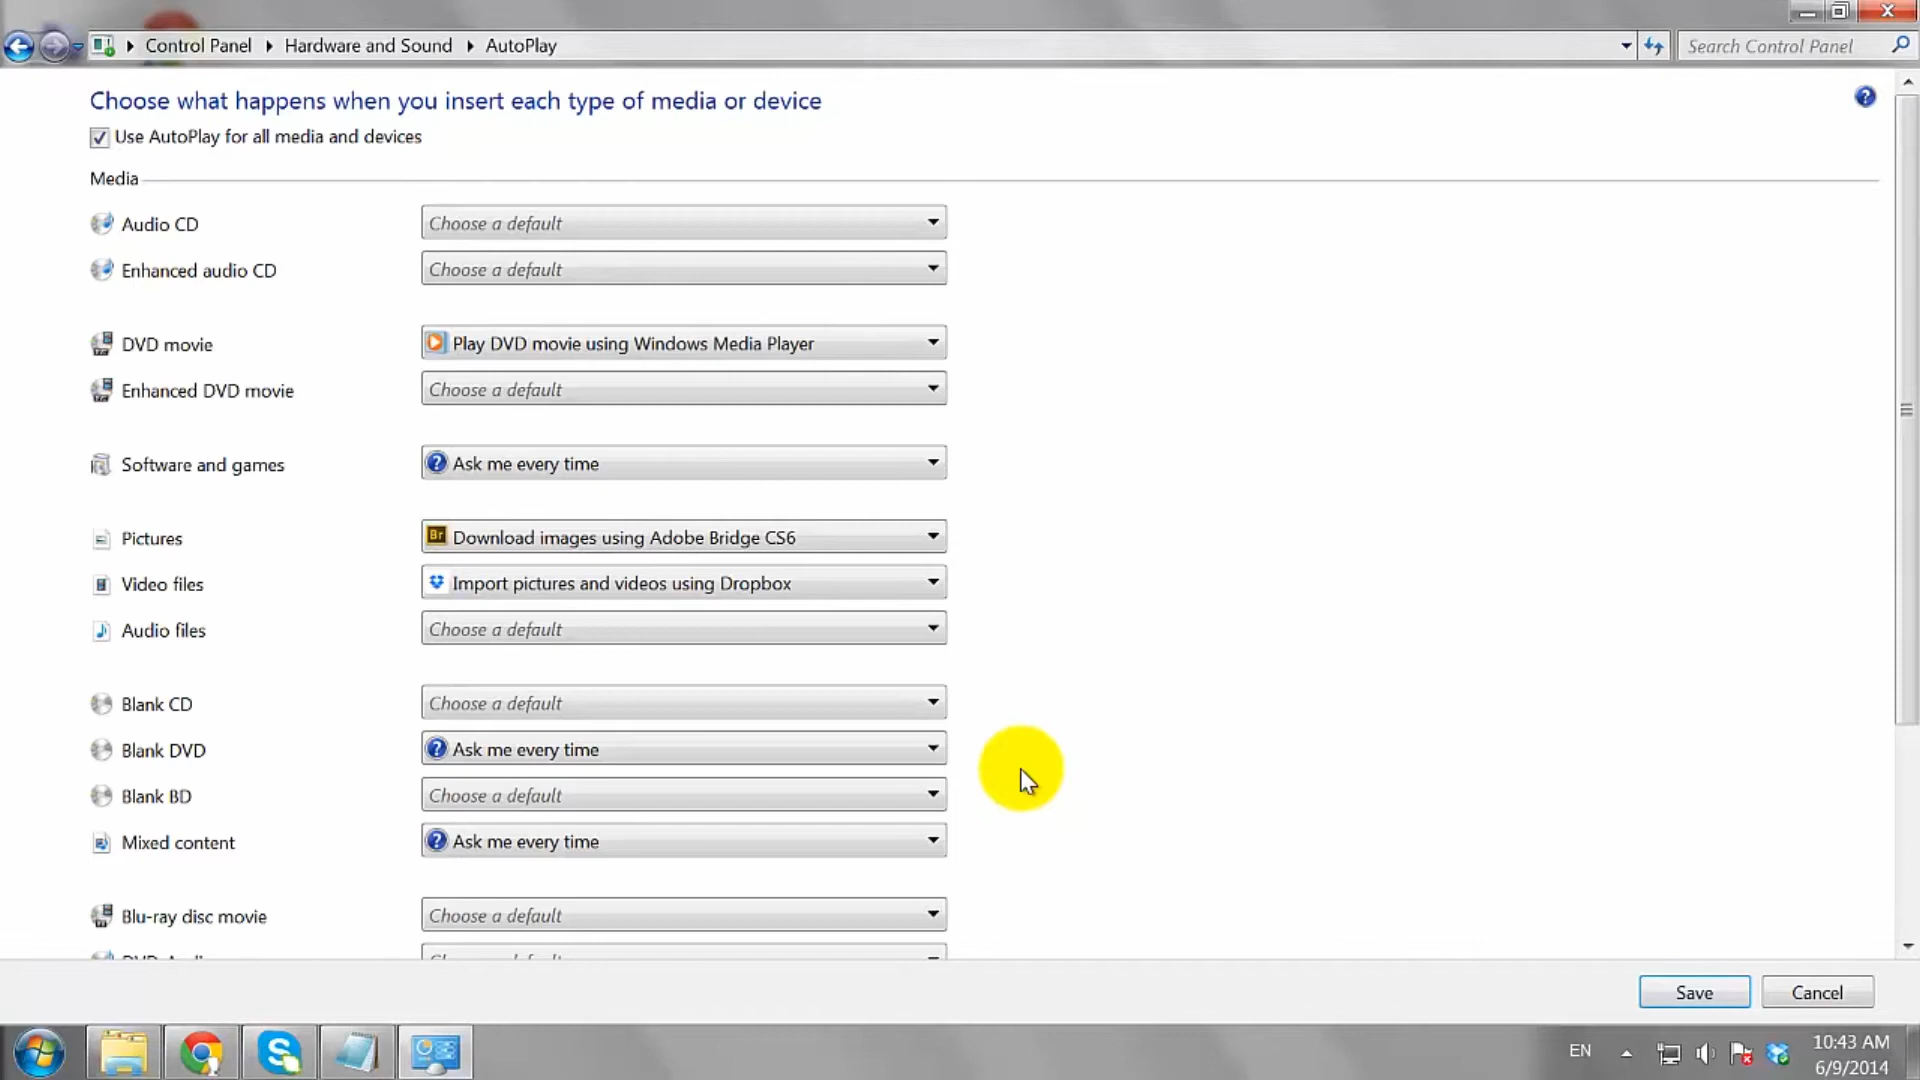 Control Panel Hardware and Sound AutoPlay
Search Control Panel
Choose what happens when you insert each type of media or device
Use AutoPlay for all media and devices
Media
Audio CD Choose a default
Enhanced audio CD Choose a default
DVD movie Play DVD movie using Windows Media Player
Enhanced DVD movie Choose a default
Software and games Ask me every time
Pictures Br Download images using Adobe Bridge CS6
Video files Import pictures and videos using Dropbox
Audio files Choose a default
Blank CD Choose a default
Blank DVD Ask me every time
Blank BD Choose a default
Mixed content Ask me every time
Blu-ray disc movie Choose a default
Save Cancel
EN 10:43 AM
6/9/2014